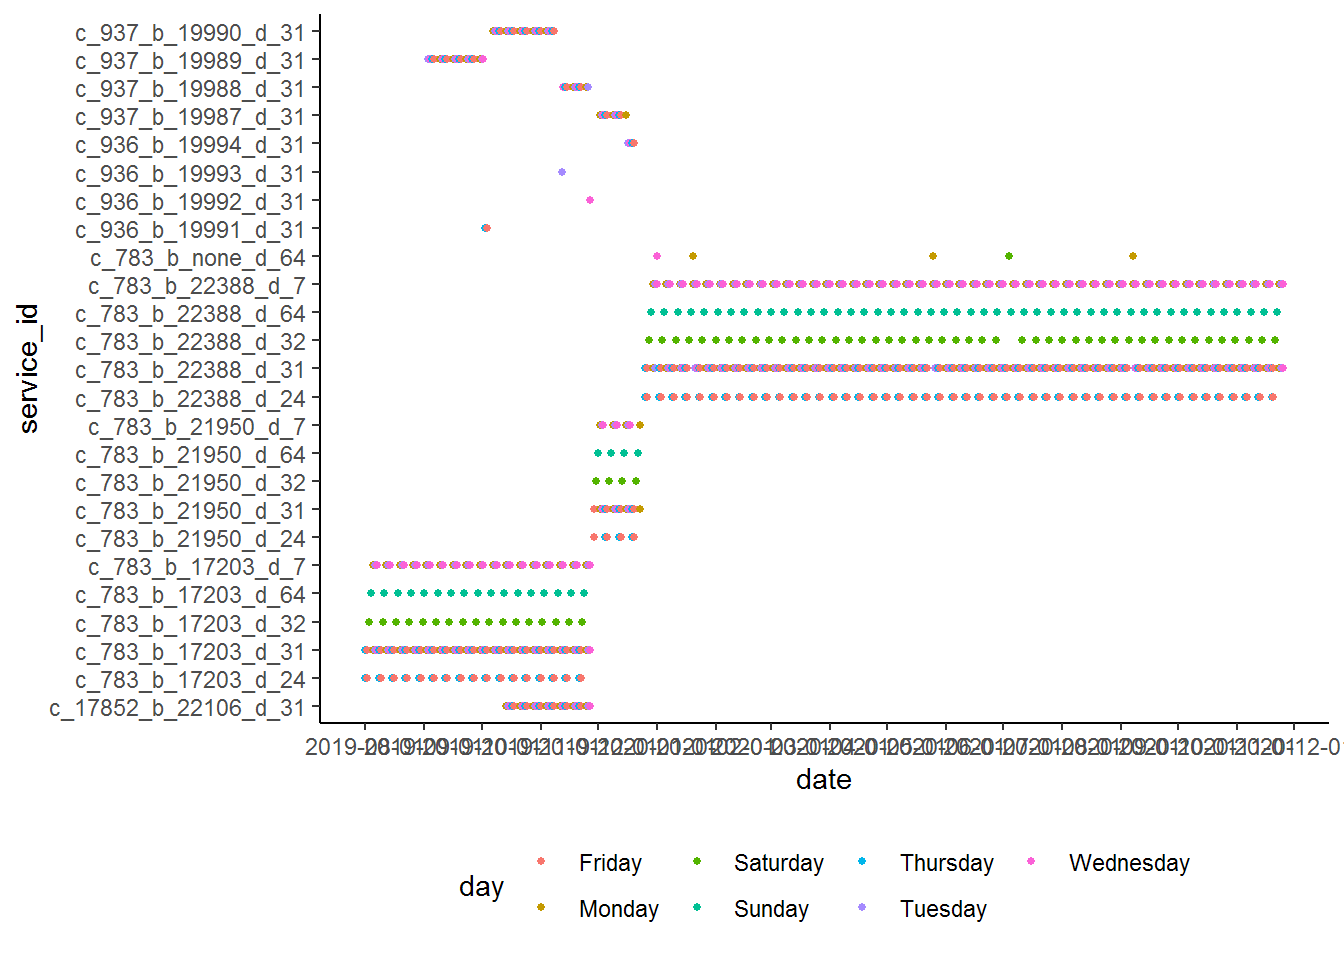 c_937_b_19990_d_31
c_937_b_19989_d_31
c_937_b_19988_d_31
c_937_b_19987_d_31
c_936_b_19994_d_31
c_936_b_19993_d_31
c_936_b_19992_d_31
c_936_b_19991_d_31
c_783_b_none_d_64
c_783_b_22388_d_7
c_783_b_22388_d_64
c_783_b_22388_d_32
c_783_b_22388_d_31
c_783_b_22388_d_24
c_783_b_21950_d_7
c_783_b_21950_d_64
c_783_b_21950_d_32
c_783_b_21950_d_31
c_783_b_21950_d_24
c_783_b_17203_d_7
c_783_b_17203_d_64
c_783_b_17203_d_32
c_783_b_17203_d_31
c_783_b_17203_d_24
c_17852_b_22106_d_31
service_id
date
day
Friday Saturday Thursday Wednesday
Monday Sunday Tuesday